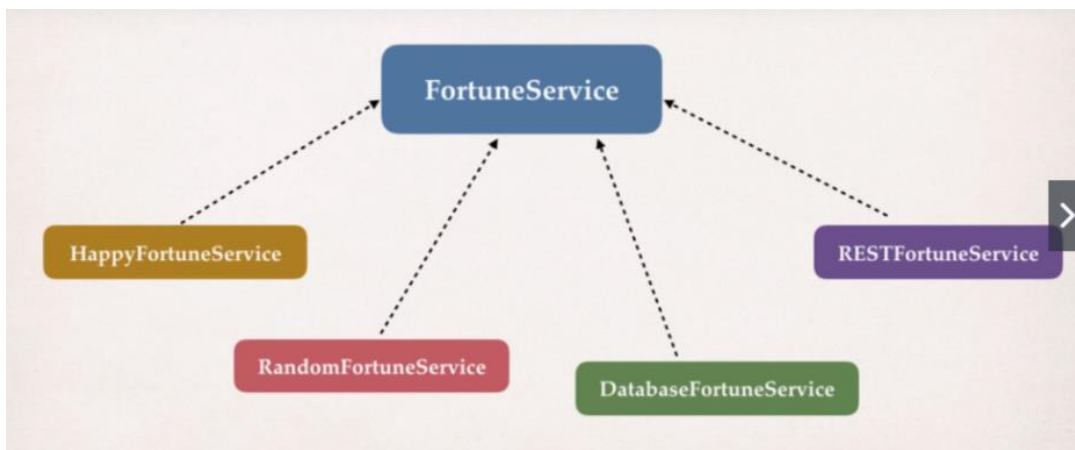 FortuneService
HappyFortuneService
RESTFortuneService
RandomFortuneService
DatabaseFortuneService